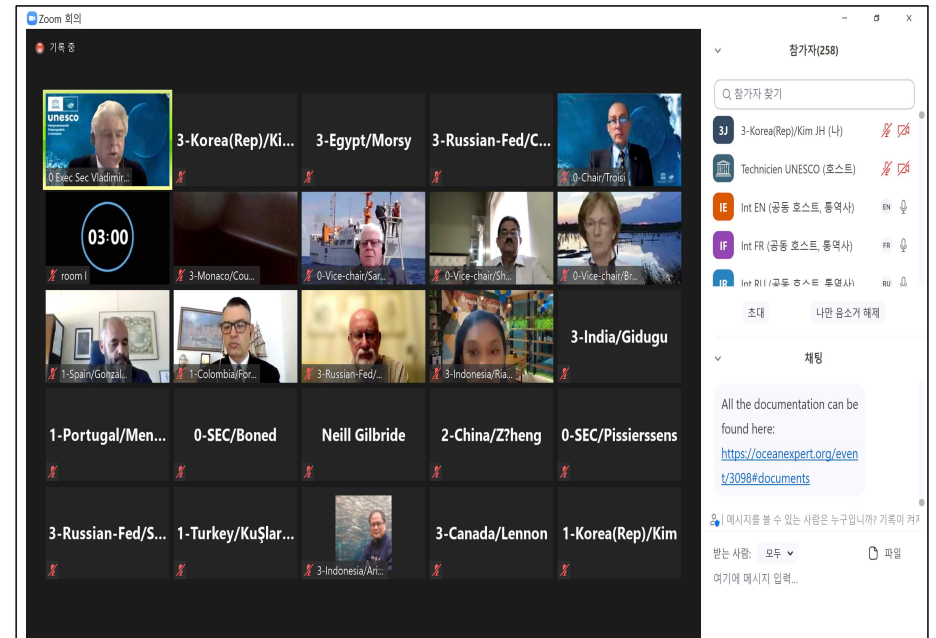 Zoom 회의
기록 중
unesco
0 Exec Sec Vladimir...
3-Korea(Rep)/Ki...
3-Egypt/Morsy
3-Russian-Fed/C...
0-Chair/Troisi
03:00
room I
3-Monaco/Cou...
0-Vice-chair/Sar...
0-Vice-chair/Sh...
0-Vice-chair/Br...
1-Spain/Gonzal...
1-Colombia/For...
3-Russian-Fed/...
3-Indonesia/Ria...
3-India/Gidugu
1-Portugal/Men...
0-SEC/Boned
Neill Gilbride
2-China/Z?heng
0-SEC/Pissierssens
3-Russian-Fed/S...
1-Turkey/KuŞlar...
3-Indonesia/Ari...
3-Canada/Lennon
1-Korea(Rep)/Kim
참가자(258)
참가자 찾기
3J 3-Korea(Rep)/Kim JH (나)
Technicien UNESCO (호스트)
IE Int EN (공동 호스트, 통역사) EN
IF Int FR (공동 호스트, 통역사) FR
IR Int RU (공동 호스트, 통역사) RU
초대 나만 음소거 해제
채팅
All the documentation can be
found here:
https://oceanexpert.org/even
t/3098#documents
메시지를 볼 수 있는 사람은 누구입니까? 기록이 켜지
받는 사람: 모두 파일
여기에 메시지 입력...